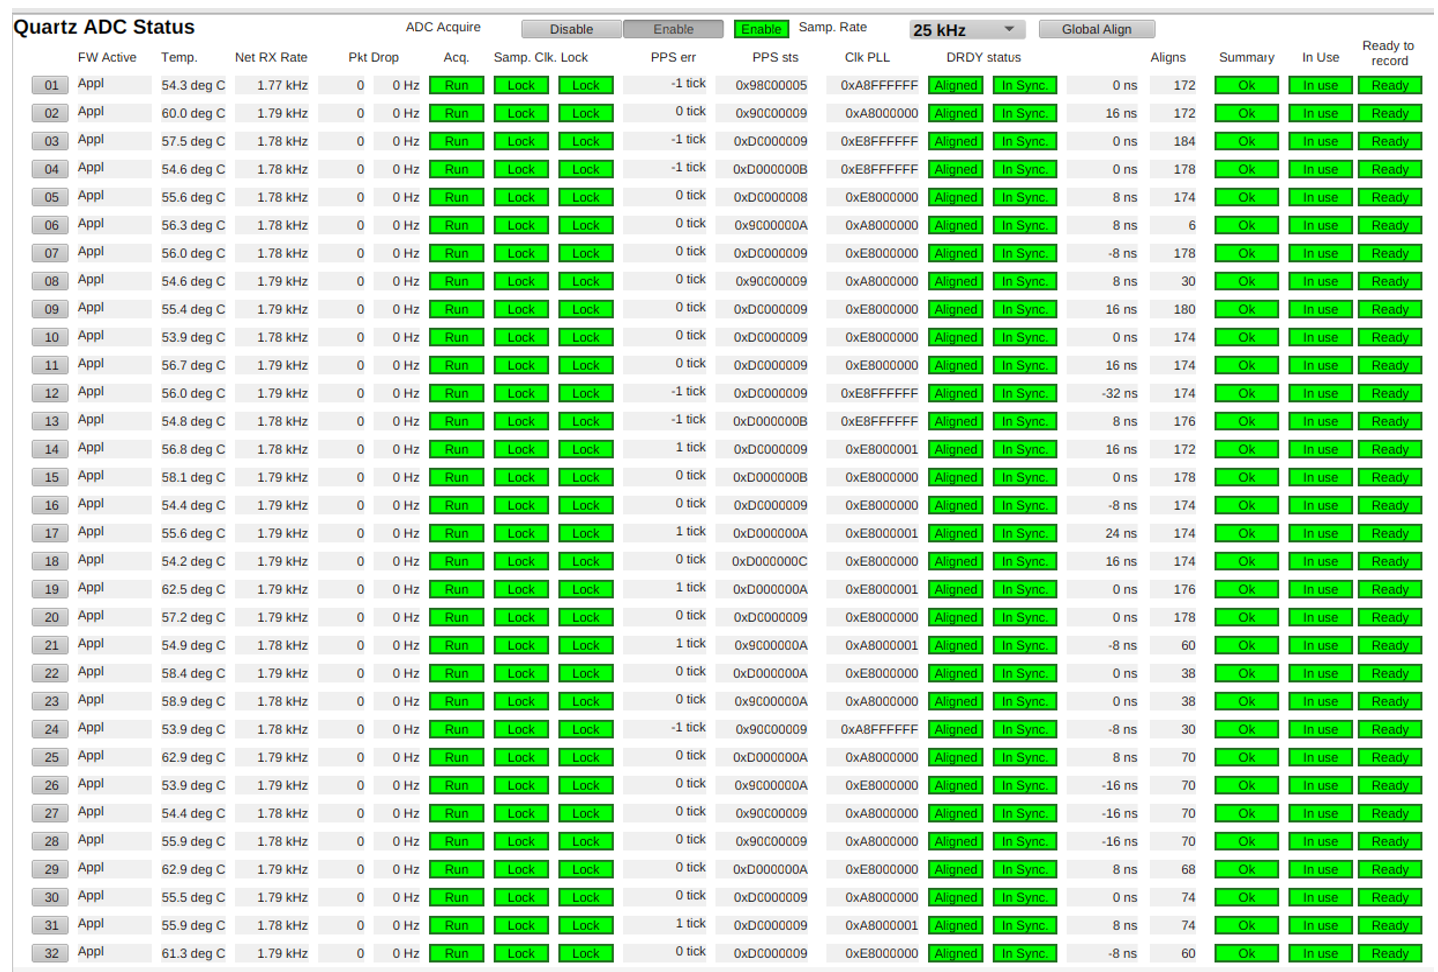 Quartz ADC Status ADC Acquire Disable Enable Enable Samp. Rate 25 kHz Global Align
FW Active Temp. Net RX Rate Pkt Drop Acq. Samp. Clk. Lock PPS err PPS sts Clk PLL DRDY status Aligns Summary In Use Ready to record
01 Appl 54.3 deg C 1.77 kHz 0 0 Hz Run Lock Lock -1 tick 0x98C00005 0xA8FFFFFF Aligned In Sync. 0 ns 172 Ok In use Ready
02 Appl 60.0 deg C 1.79 kHz 0 0 Hz Run Lock Lock 0 tick 0x90C00009 0xA8000000 Aligned In Sync. 16 ns 172 Ok In use Ready
03 Appl 57.5 deg C 1.78 kHz 0 0 Hz Run Lock Lock -1 tick 0xDC000009 0xE8FFFFFF Aligned In Sync. 0 ns 184 Ok In use Ready
04 Appl 54.6 deg C 1.78 kHz 0 0 Hz Run Lock Lock -1 tick 0xD000000B 0xE8FFFFFF Aligned In Sync. 0 ns 178 Ok In use Ready
05 Appl 55.6 deg C 1.78 kHz 0 0 Hz Run Lock Lock 0 tick 0xDC000008 0xE8000000 Aligned In Sync. 8 ns 174 Ok In use Ready
06 Appl 56.3 deg C 1.78 kHz 0 0 Hz Run Lock Lock 0 tick 0x9C00000A 0xA8000000 Aligned In Sync. 8 ns 6 Ok In use Ready
07 Appl 56.0 deg C 1.78 kHz 0 0 Hz Run Lock Lock 0 tick 0xDC000009 0xE8000000 Aligned In Sync. -8 ns 178 Ok In use Ready
08 Appl 54.6 deg C 1.79 kHz 0 0 Hz Run Lock Lock 0 tick 0x90C00009 0xA8000000 Aligned In Sync. 8 ns 30 Ok In use Ready
09 Appl 55.4 deg C 1.79 kHz 0 0 Hz Run Lock Lock 0 tick 0xDC000009 0xE8000000 Aligned In Sync. 16 ns 180 Ok In use Ready
10 Appl 53.9 deg C 1.78 kHz 0 0 Hz Run Lock Lock 0 tick 0xDC000009 0xE8000000 Aligned In Sync. 0 ns 174 Ok In use Ready
11 Appl 56.7 deg C 1.79 kHz 0 0 Hz Run Lock Lock 0 tick 0xDC000009 0xE8000000 Aligned In Sync. 16 ns 174 Ok In use Ready
12 Appl 56.0 deg C 1.79 kHz 0 0 Hz Run Lock Lock -1 tick 0xDC000009 0xE8FFFFFF Aligned In Sync. -32 ns 174 Ok In use Ready
13 Appl 54.8 deg C 1.78 kHz 0 0 Hz Run Lock Lock -1 tick 0xD000000B 0xE8FFFFFF Aligned In Sync. 8 ns 176 Ok In use Ready
14 Appl 56.8 deg C 1.78 kHz 0 0 Hz Run Lock Lock 1 tick 0xDC000009 0xE8000001 Aligned In Sync. 16 ns 172 Ok In use Ready
15 Appl 58.1 deg C 1.79 kHz 0 0 Hz Run Lock Lock 0 tick 0xD000000B 0xE8000000 Aligned In Sync. 0 ns 178 Ok In use Ready
16 Appl 54.4 deg C 1.79 kHz 0 0 Hz Run Lock Lock 0 tick 0xDC000009 0xE8000000 Aligned In Sync. -8 ns 174 Ok In use Ready
17 Appl 55.6 deg C 1.79 kHz 0 0 Hz Run Lock Lock 1 tick 0xD000000A 0xE8000001 Aligned In Sync. 24 ns 174 Ok In use Ready
18 Appl 54.2 deg C 1.79 kHz 0 0 Hz Run Lock Lock 0 tick 0xD000000C 0xE8000000 Aligned In Sync. 16 ns 174 Ok In use Ready
19 Appl 62.5 deg C 1.79 kHz 0 0 Hz Run Lock Lock 1 tick 0xD000000A 0xE8000001 Aligned In Sync. 0 ns 176 Ok In use Ready
20 Appl 57.2 deg C 1.79 kHz 0 0 Hz Run Lock Lock 0 tick 0xDC000009 0xE8000000 Aligned In Sync. 0 ns 178 Ok In use Ready
21 Appl 54.9 deg C 1.78 kHz 0 0 Hz Run Lock Lock 1 tick 0x9C00000A 0xA8000001 Aligned In Sync. -8 ns 60 Ok In use Ready
22 Appl 58.4 deg C 1.79 kHz 0 0 Hz Run Lock Lock 0 tick 0xD000000A 0xE8000000 Aligned In Sync. 0 ns 38 Ok In use Ready
23 Appl 58.9 deg C 1.78 kHz 0 0 Hz Run Lock Lock 0 tick 0x9C00000A 0xA8000000 Aligned In Sync. 0 ns 38 Ok In use Ready
24 Appl 53.9 deg C 1.78 kHz 0 0 Hz Run Lock Lock -1 tick 0x90C00009 0xA8FFFFFF Aligned In Sync. -8 ns 30 Ok In use Ready
25 Appl 62.9 deg C 1.79 kHz 0 0 Hz Run Lock Lock 0 tick 0xD000000A 0xA8000000 Aligned In Sync. 8 ns 70 Ok In use Ready
26 Appl 53.9 deg C 1.79 kHz 0 0 Hz Run Lock Lock 0 tick 0x9C00000A 0xE8000000 Aligned In Sync. -16 ns 70 Ok In use Ready
27 Appl 54.4 deg C 1.78 kHz 0 0 Hz Run Lock Lock 0 tick 0x90C00009 0xA8000000 Aligned In Sync. -16 ns 70 Ok In use Ready
28 Appl 55.9 deg C 1.78 kHz 0 0 Hz Run Lock Lock 0 tick 0x90C00009 0xA8000000 Aligned In Sync. -16 ns 70 Ok In use Ready
29 Appl 62.9 deg C 1.79 kHz 0 0 Hz Run Lock Lock 0 tick 0xD000000A 0xE8000000 Aligned In Sync. 8 ns 68 Ok In use Ready
30 Appl 55.5 deg C 1.79 kHz 0 0 Hz Run Lock Lock 0 tick 0xDC000009 0xA8000000 Aligned In Sync. 0 ns 74 Ok In use Ready
31 Appl 55.9 deg C 1.78 kHz 0 0 Hz Run Lock Lock 1 tick 0xDC000009 0xA8000001 Aligned In Sync. 8 ns 74 Ok In use Ready
32 Appl 61.3 deg C 1.79 kHz 0 0 Hz Run Lock Lock 0 tick 0xDC000009 0xE8000000 Aligned In Sync. -8 ns 60 Ok In use Ready